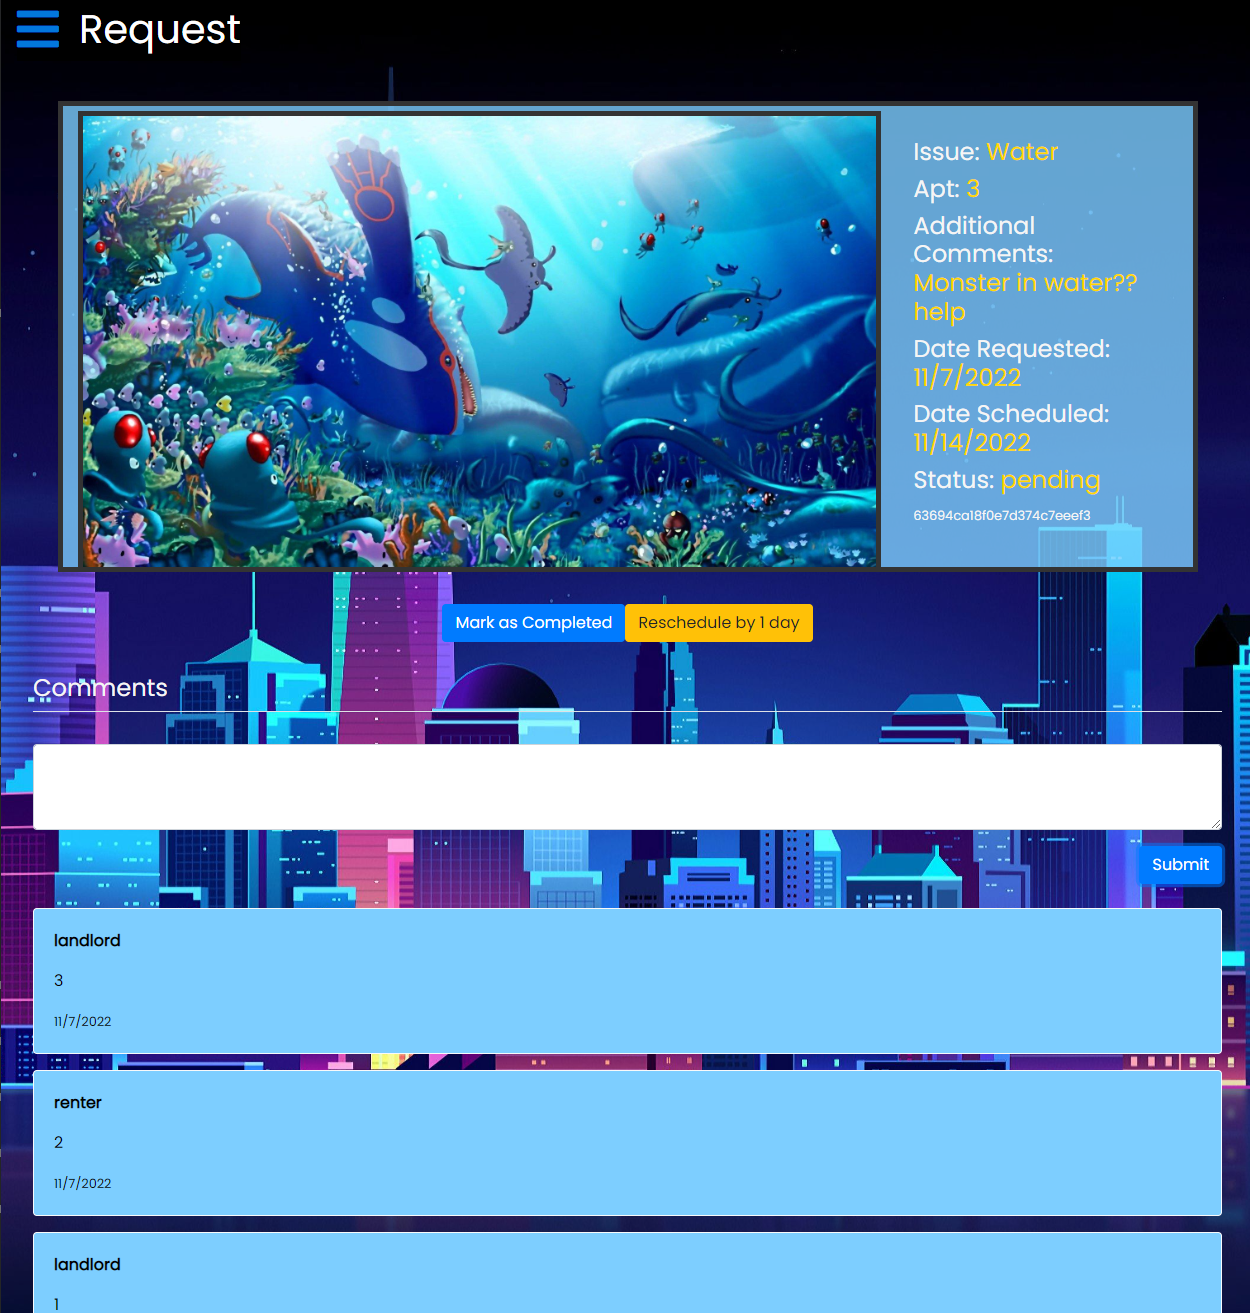 Request
Issue: Water
Apt: 3
Additional
Comments:
Monster in water??
help
Date Requested:
11/7/2022
Date Scheduled:
11/14/2022
Status: pending
63694ca18f0e7d374c7eeef3
Mark as Completed
Reschedule by 1 day
Comments
Submit
landlord
3
11/7/2022
renter
2
11/7/2022
landlord
1